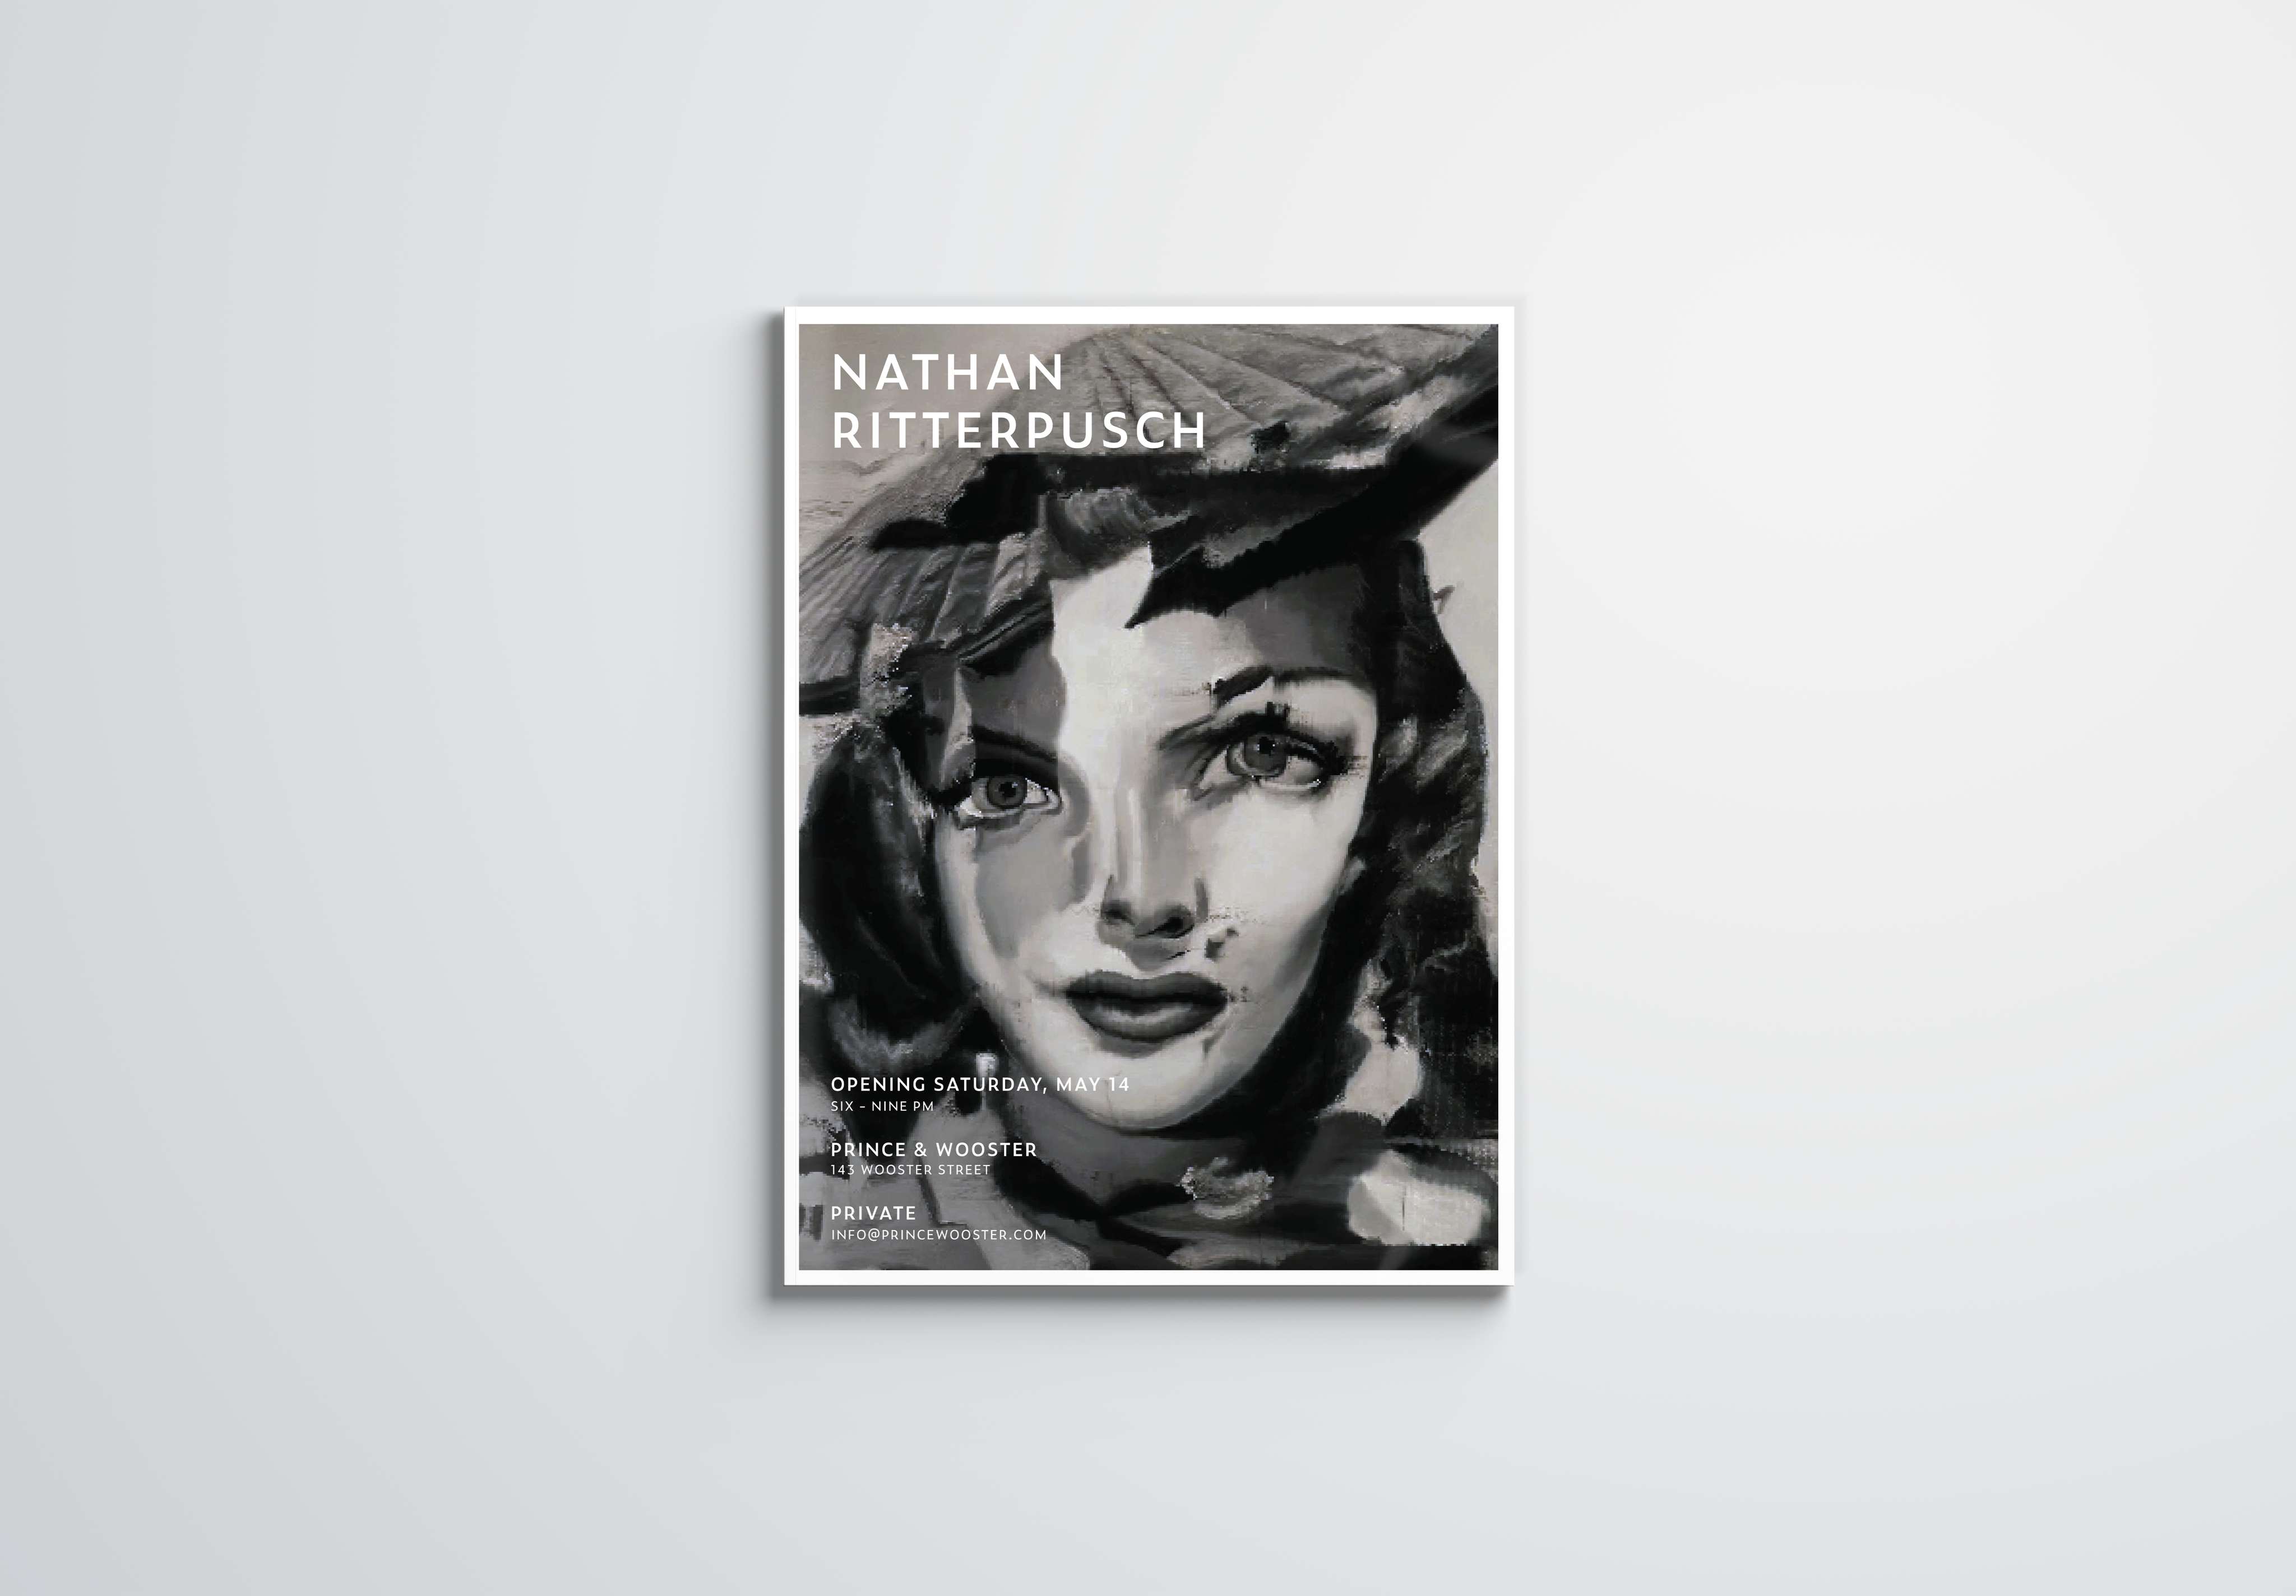 NATHAN
RITTERPUSCH
OPENING SATURDAY, MAY 14
SIX – NINE PM
PRINCE & WOOSTER
143 WOOSTER STREET
PRIVATE
INFO@PRINCEWOOSTER.COM